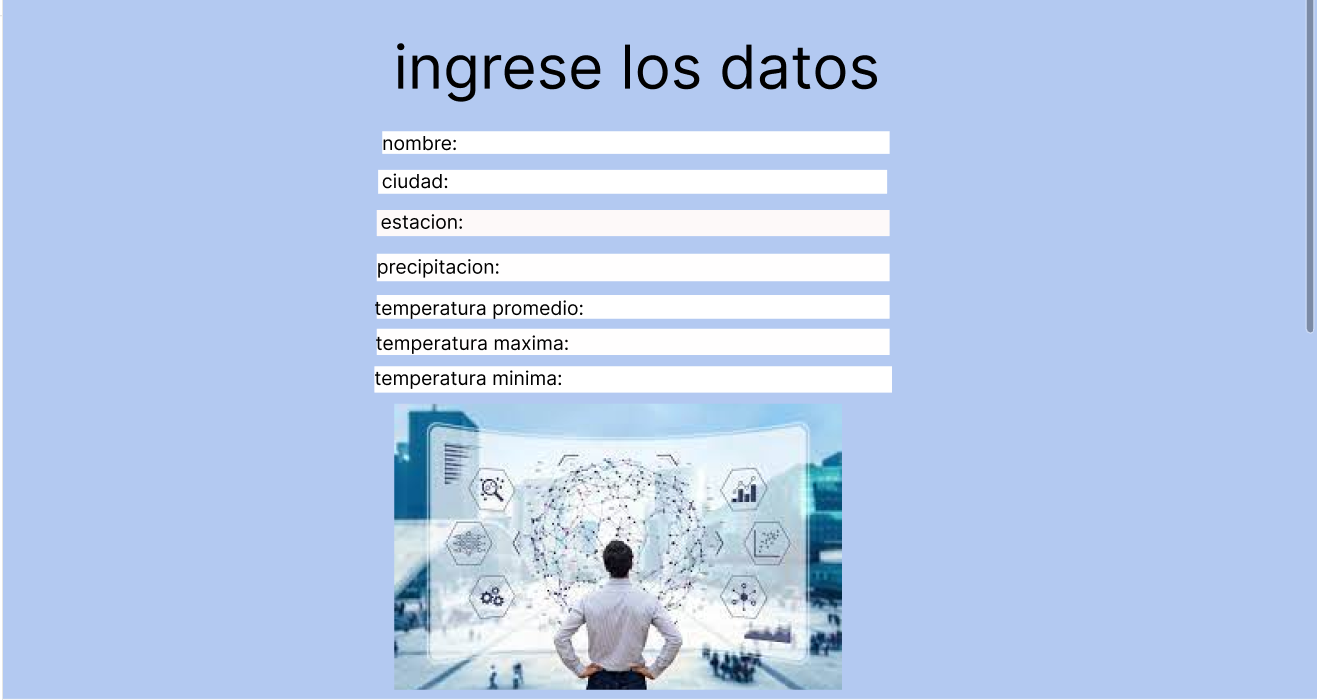 ingrese los datos
nombre:
ciudad:
estacion:
precipitacion:
temperatura promedio:
temperatura maxima:
temperatura minima: